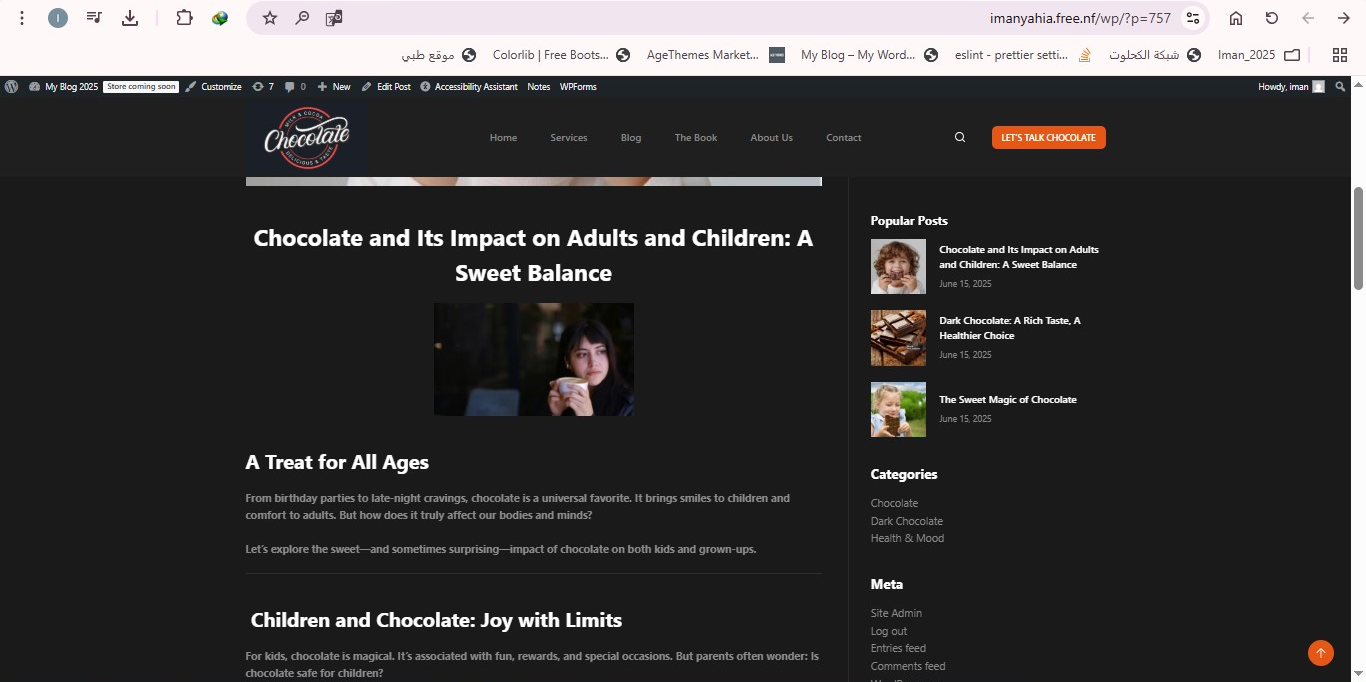 imanyahia.free.nf/wp/?p=757
موقع طبي
Colorlib | Free Boots...
AgeThemes Market...
My Blog – My Word...
eslint - prettier setti...
شبكة الكحلوت
Iman_2025
My Blog 2025
Store coming soon
Customize
7
0
New
Edit Post
Accessibility Assistant
Notes
WPForms
Howdy, iman
MILK & COCOA
Chocolate
DELICIOUS & TASTE
Home
Services
Blog
The Book
About Us
Contact
LET'S TALK CHOCOLATE
Chocolate and Its Impact on Adults and Children: A
Sweet Balance
A Treat for All Ages
From birthday parties to late-night cravings, chocolate is a universal favorite. It brings smiles to children and
comfort to adults. But how does it truly affect our bodies and minds?
Let's explore the sweet—and sometimes surprising—impact of chocolate on both kids and grown-ups.
Children and Chocolate: Joy with Limits
For kids, chocolate is magical. It's associated with fun, rewards, and special occasions. But parents often wonder: Is
chocolate safe for children?
Popular Posts
Chocolate and Its Impact on Adults
and Children: A Sweet Balance
June 15, 2025
Dark Chocolate: A Rich Taste, A
Healthier Choice
June 15, 2025
The Sweet Magic of Chocolate
June 15, 2025
Categories
Chocolate
Dark Chocolate
Health & Mood
Meta
Site Admin
Log out
Entries feed
Comments feed